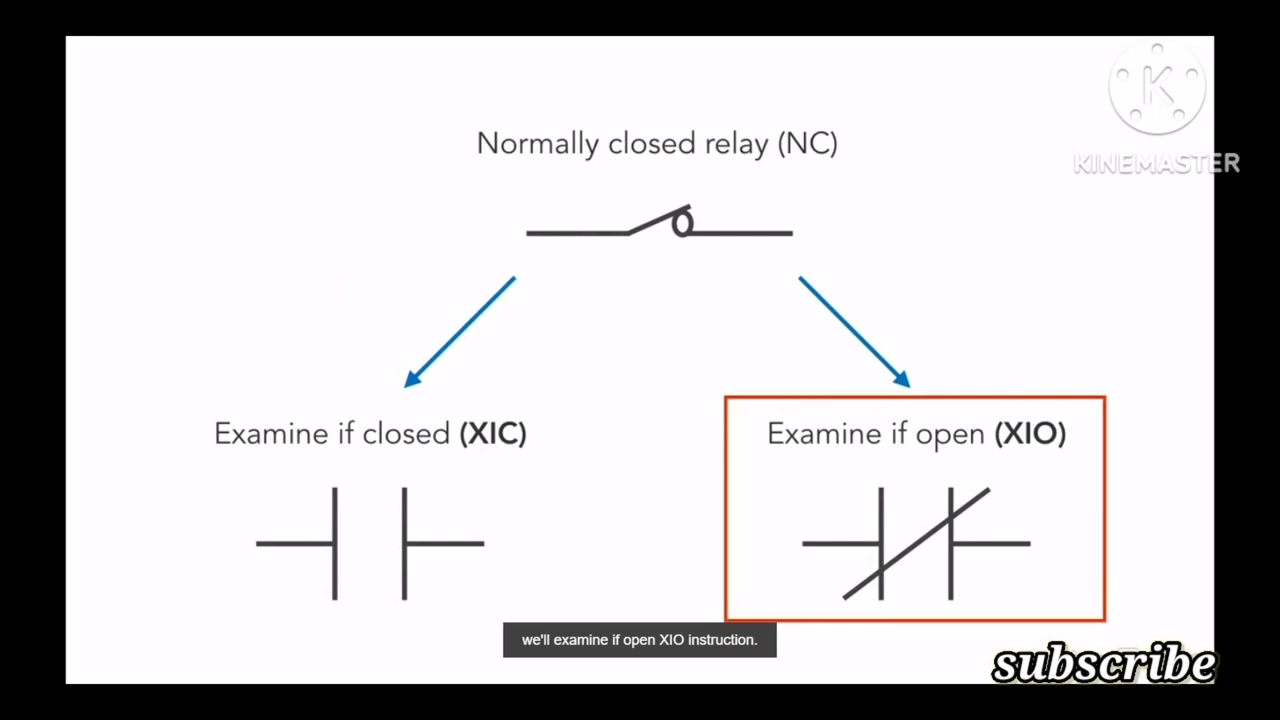 K
KINEMASTER
Normally closed relay (NC)
Examine if closed (XIC)
Examine if open (XIO)
we'll examine if open XIO instruction.
subscribe